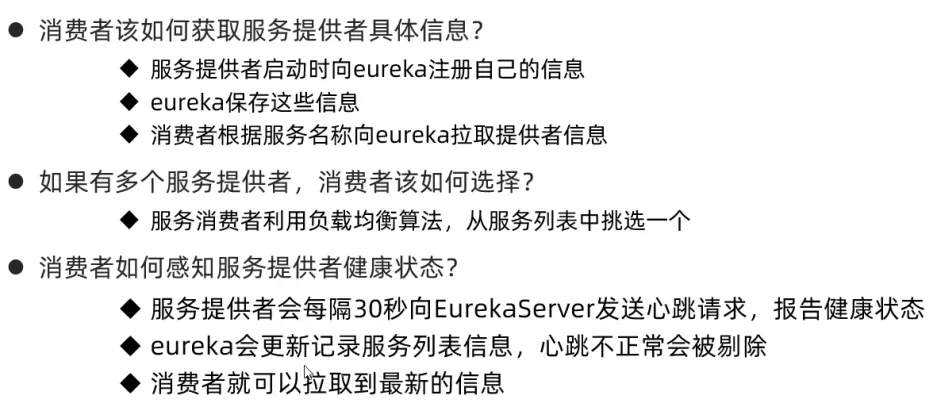 ● 消费者该如何获取服务提供者具体信息？
◆ 服务提供者启动时向eureka注册自己的信息
◆ eureka保存这些信息
◆ 消费者根据服务名称向eureka拉取提供者信息
● 如果有多个服务提供者，消费者该如何选择？
◆ 服务消费者利用负载均衡算法，从服务列表中挑选一个
● 消费者如何感知服务提供者健康状态？
◆ 服务提供者会每隔30秒向EurekaServer发送心跳请求，报告健康状态
◆ eureka会更新记录服务列表信息，心跳不正常会被剔除
◆ 消费者就可以拉取到最新的信息